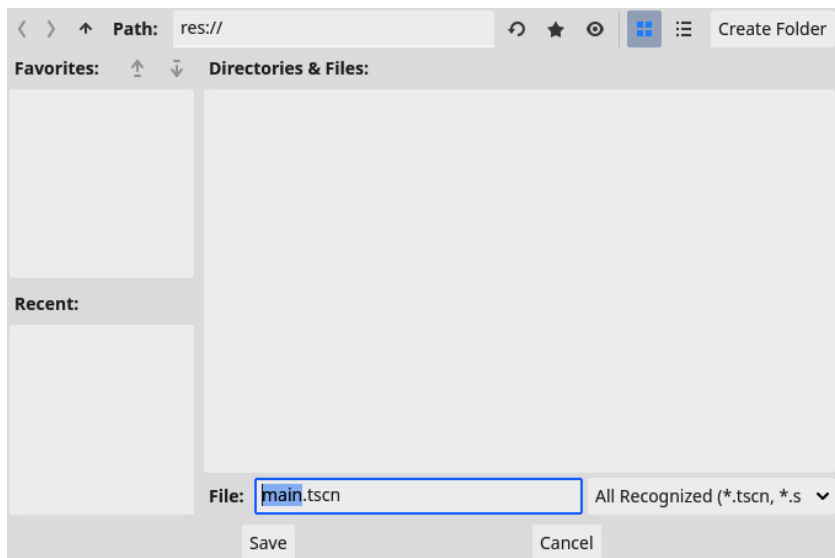 Path: res:// Create Folder
Favorites: Directories & Files:
Recent:
File: main.tscn All Recognized (*.tscn, *.s
Save Cancel